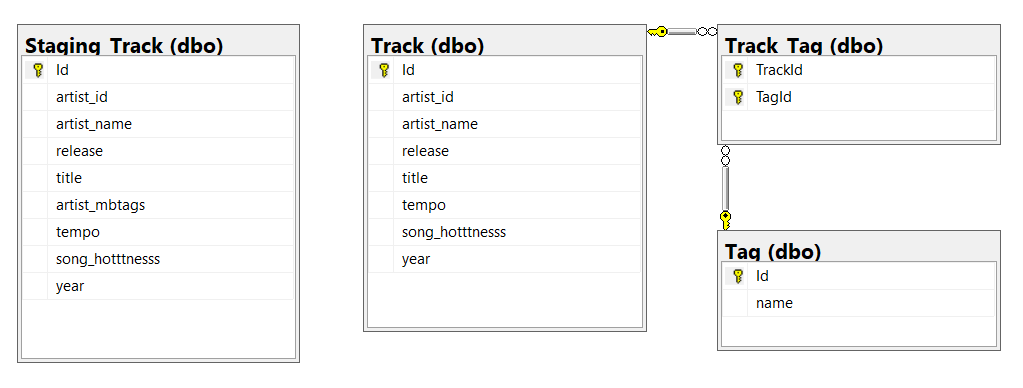 Staging_Track (dbo)
Id
artist_id
artist_name
release
title
artist_mbtags
tempo
song_hotttnesss
year
Track (dbo)
Id
artist_id
artist_name
release
title
tempo
song_hotttnesss
year
Track_Tag (dbo)
TrackId
TagId
Tag (dbo)
Id
name